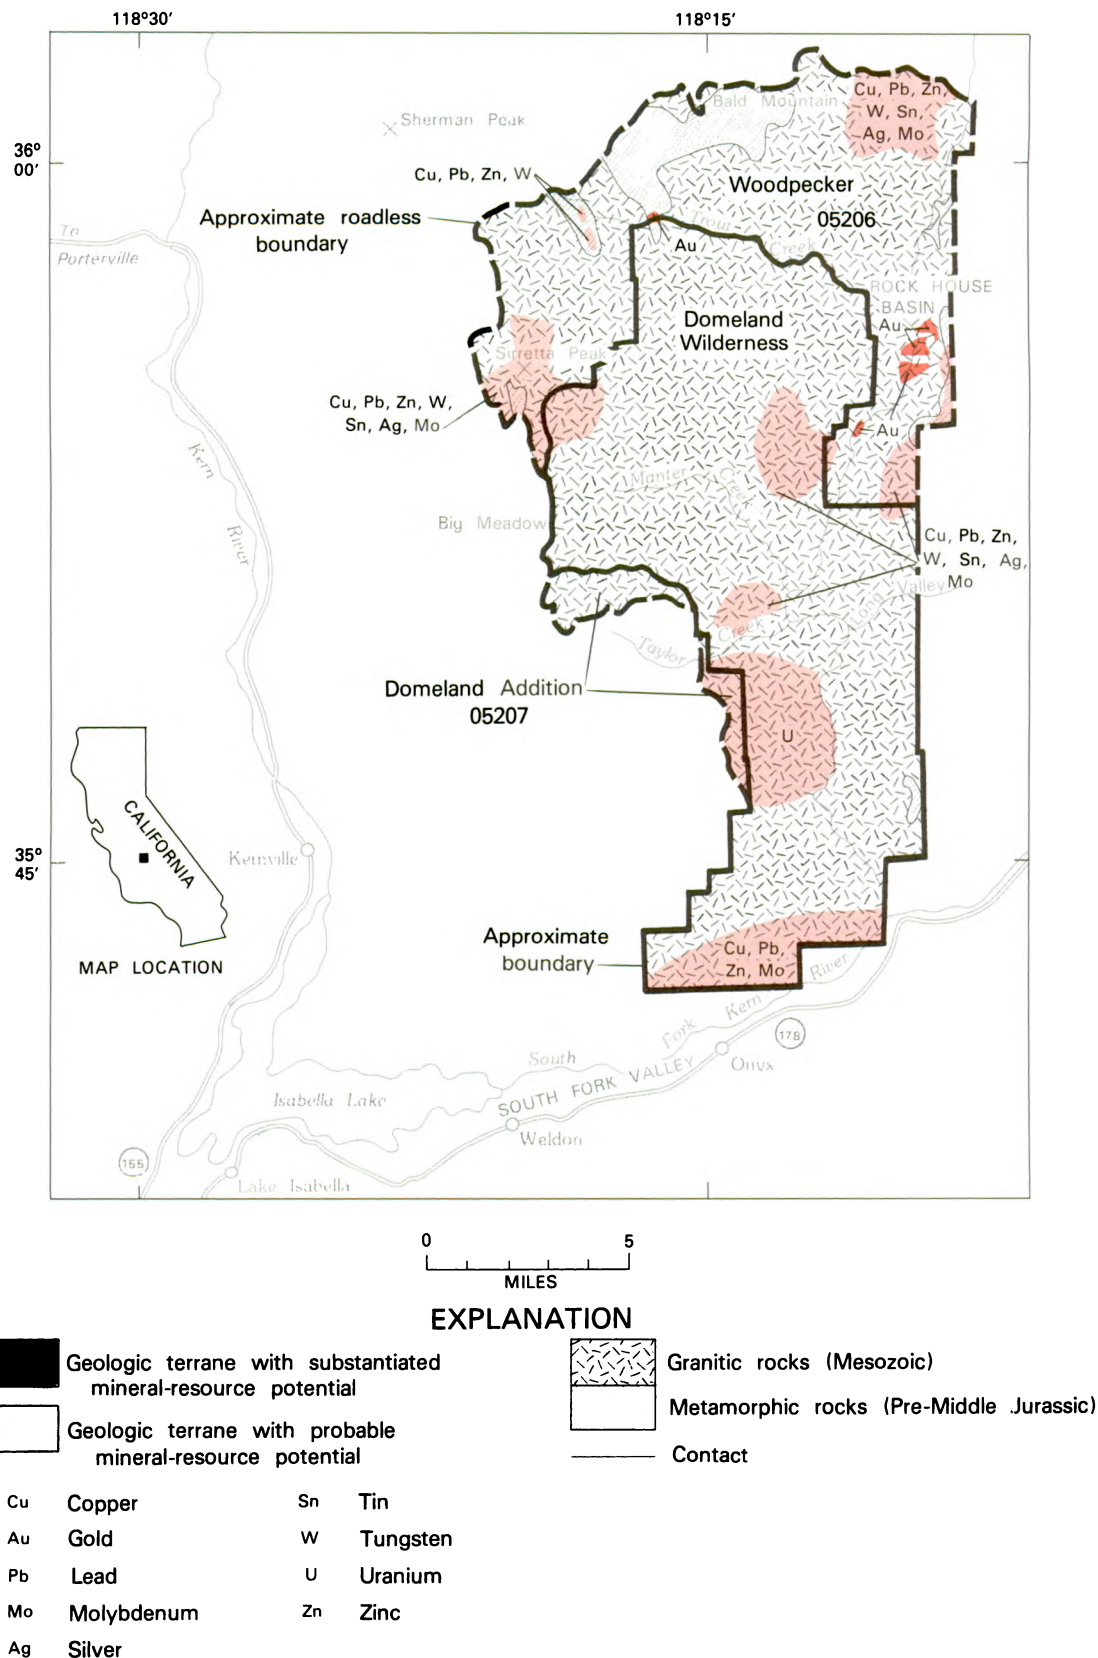 118°30′
118°15′
36°
00′
35°
45′
Sherman Peak
Bald Mountain
Cu, Pb, Zn,
W, Sn,
Ag, Mo
Cu, Pb, Zn, W
Woodpecker
05206
Approximate roadless
boundary
To
Porterville
Trout
Creek
Au
ROCK HOUSE
BASIN
Au
Domeland
Wilderness
Sirretta Peak
Cu, Pb, Zn, W,
Sn, Ag, Mo
Au
Kern
River
Manter
Creek
Big Meadow
Cu, Pb, Zn,
W, Sn, Ag,
Mo
Long Valley
Taylor
Creek
Domeland Addition
05207
U
CALIFORNIA
MAP LOCATION
Kernville
Approximate
boundary
Cu, Pb,
Zn, Mo
South
Fork
Kern
River
178
Onyx
SOUTH FORK VALLEY
Isabella Lake
Weldon
155
Lake Isabella
0 5
MILES
EXPLANATION
Geologic terrane with substantiated
mineral-resource potential
Geologic terrane with probable
mineral-resource potential
Granitic rocks (Mesozoic)
Metamorphic rocks (Pre-Middle Jurassic)
Contact
Cu Copper
Au Gold
Pb Lead
Mo Molybdenum
Ag Silver
Sn Tin
W Tungsten
U Uranium
Zn Zinc